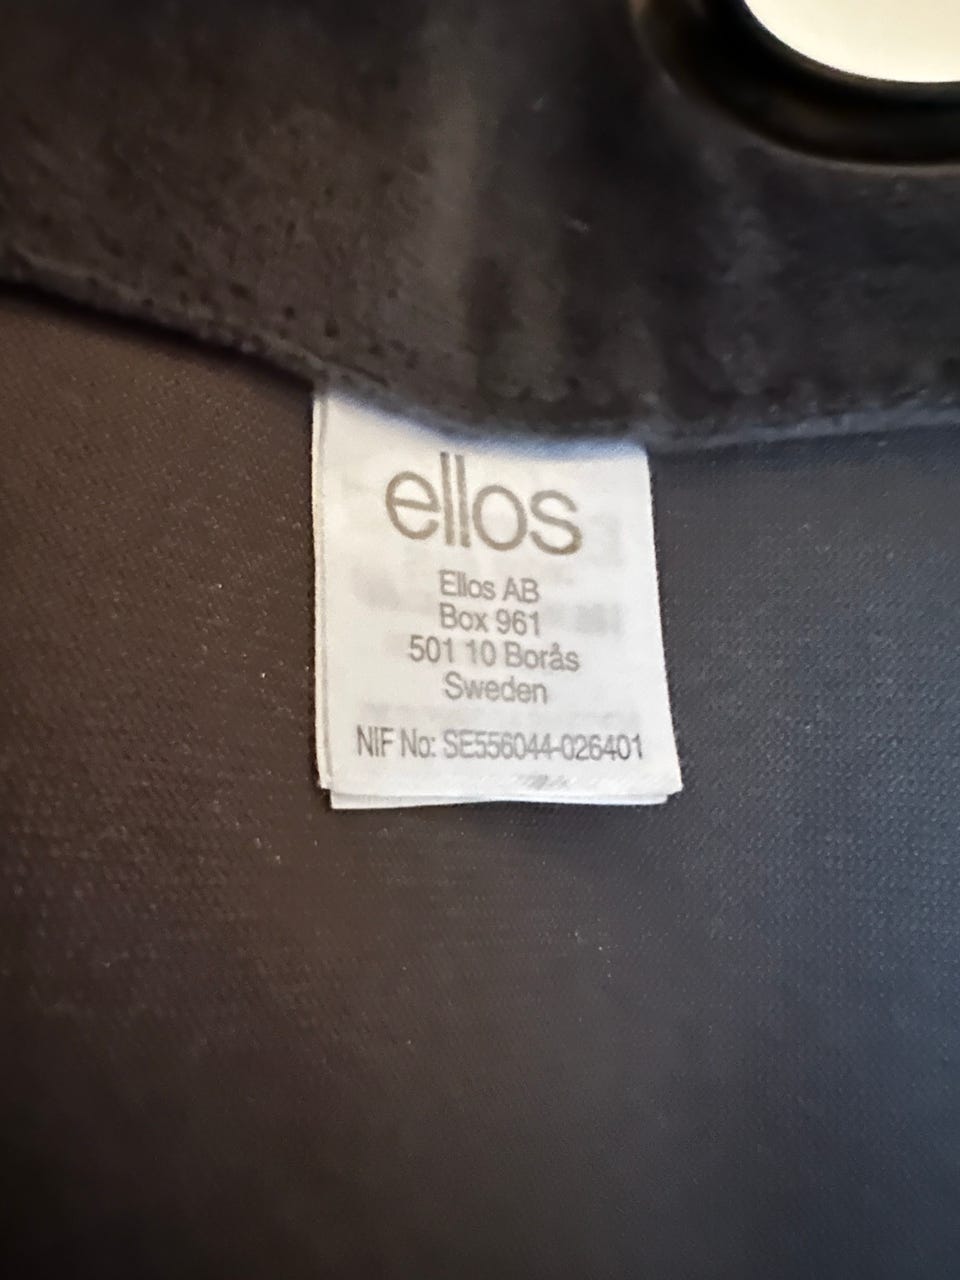 ellos
Ellos AB
Box 961
501 10 Borås
Sweden
NIF No: SE556044-026401